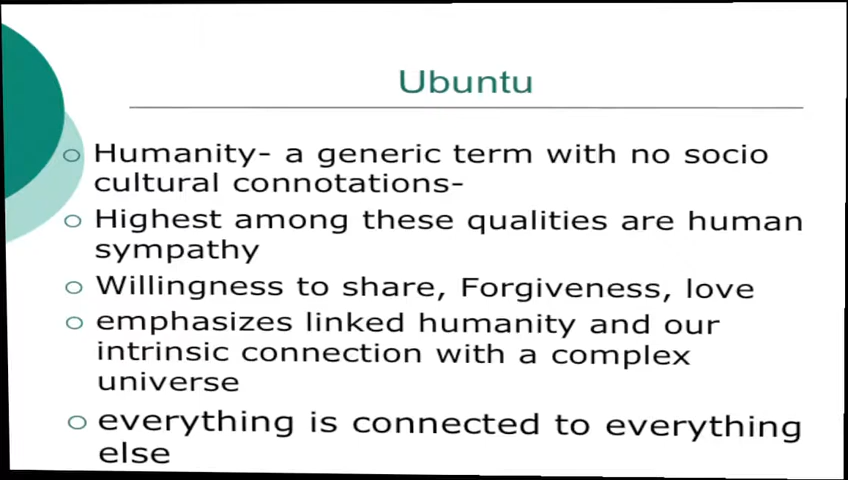 Ubuntu
Humanity- a generic term with no socio
cultural connotations-
Highest among these qualities are human
sympathy
Willingness to share, Forgiveness, love
emphasizes linked humanity and our
intrinsic connection with a complex
universe
everything is connected to everything
else